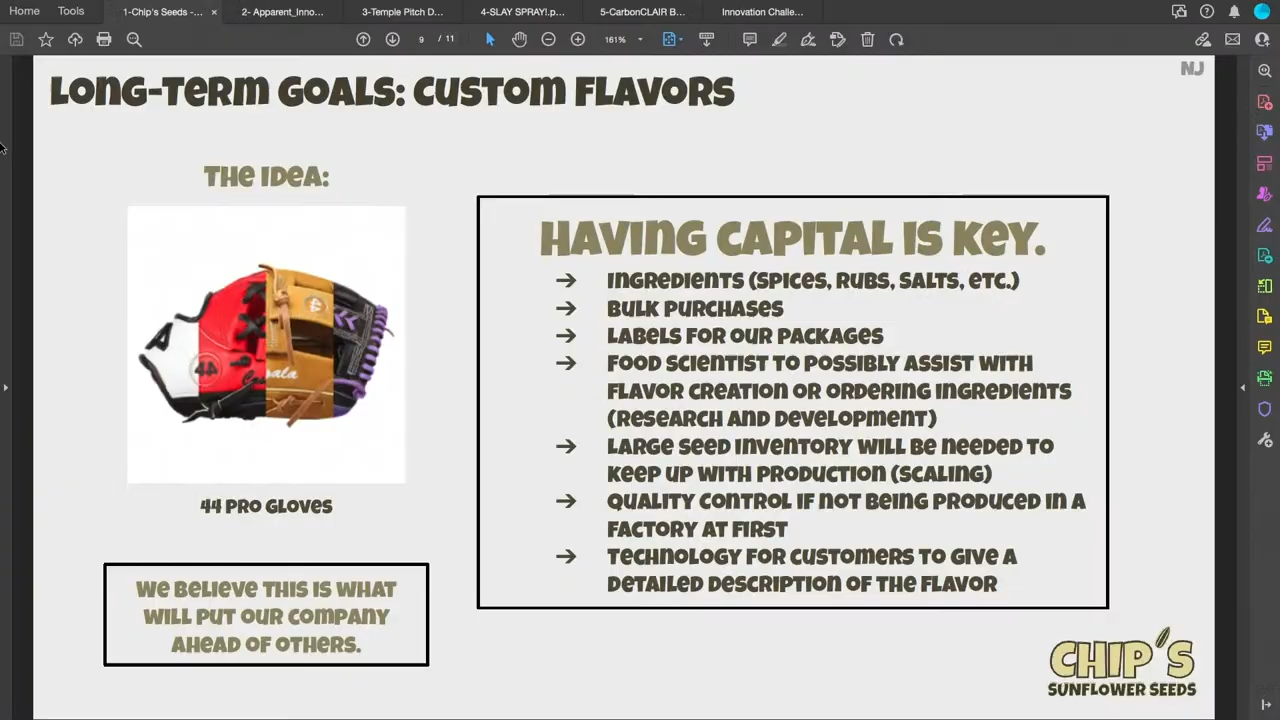 Home
Tools
1-Chip's Seeds -...
2- Apparent_Inno...
3-Temple Pitch D...
4-SLAY SPRAY!.p...
5-CarbonCLAIR B...
Innovation Challe...
9 / 11
161%
NJ
Long-Term Goals: Custom Flavors
The Idea:
44
44 Pro Gloves
We believe this is what
will put our company
ahead of others.
Having capital is key.
➔ Ingredients (Spices, Rubs, Salts, etc.)
➔ Bulk purchases
➔ Labels for our packages
➔ Food scientist to possibly assist with
flavor creation or ordering ingredients
(Research and Development)
➔ Large seed inventory will be needed to
keep up with production (Scaling)
➔ Quality control if not being produced in a
factory at first
➔ Technology for customers to give a
detailed description of the flavor
CHIP'S
SUNFLOWER SEEDS